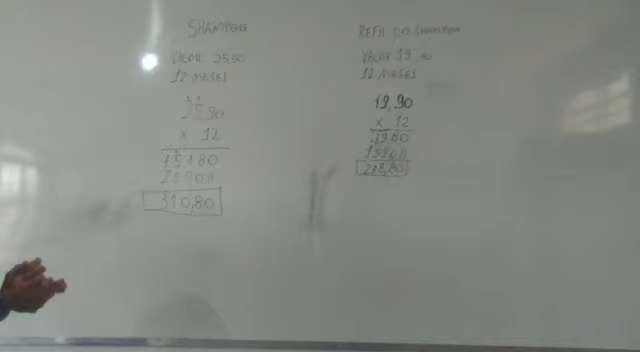 SHAMPOO
VALOR 25,90
12 MESES
25,90
x 12
5180
2590
310,80
REFIL DO SHAMPOO
VALOR 19,90
12 MESES
19,90
x 12
3980
1990
238,80